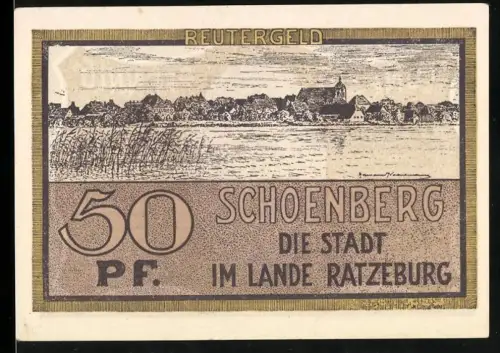 REUTERGELD
50 PF.
SCHOENBERG
DIE STADT
IM LANDE RATZEBURG